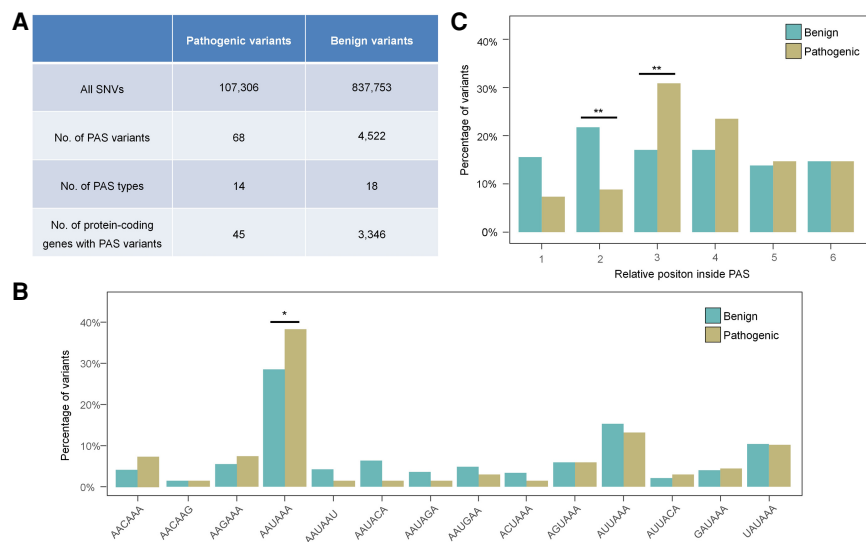 A
Pathogenic variants Benign variants
All SNVs 107,306 837,753
No. of PAS variants 68 4,522
No. of PAS types 14 18
No. of protein-coding
genes with PAS variants 45 3,346
C
Benign
Pathogenic
Percentage of variants
40%
30%
20%
10%
0%
**
**
1 2 3 4 5 6
Relative positon inside PAS
B
Benign
Pathogenic
Percentage of variants
40%
30%
20%
10%
0%
*
AACAAA AACAAG AAGAAA AAUAAA AAUAAU AAUACA AAUAGA AAUGAA ACUAAA AGUAAA AUUAAA AUUACA GAUAAA UAUAAA